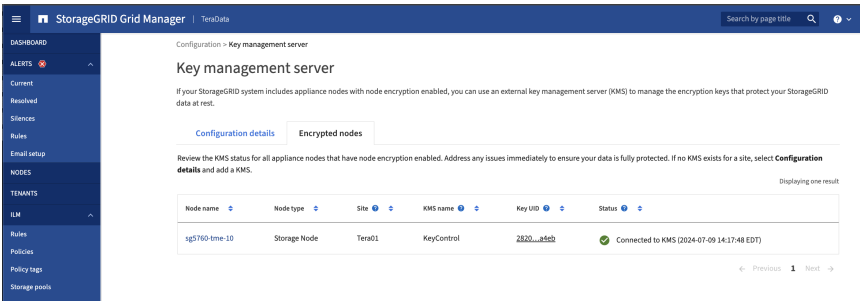 StorageGRID Grid Manager | TeraData
Search by page title
DASHBOARD
ALERTS
Current
Resolved
Silences
Rules
Email setup
NODES
TENANTS
ILM
Rules
Policies
Policy tags
Storage pools
Configuration > Key management server
Key management server
If your StorageGRID system includes appliance nodes with node encryption enabled, you can use an external key management server (KMS) to manage the encryption keys that protect your StorageGRID
data at rest.
Configuration details Encrypted nodes
Review the KMS status for all appliance nodes that have node encryption enabled. Address any issues immediately to ensure your data is fully protected. If no KMS exists for a site, select Configuration
details and add a KMS.
Displaying one result
Node name Node type Site KMS name Key UID Status
sg5760-tme-10 Storage Node Tera01 KeyControl 2820...a4eb Connected to KMS (2024-07-09 14:17:48 EDT)
← Previous 1 Next →